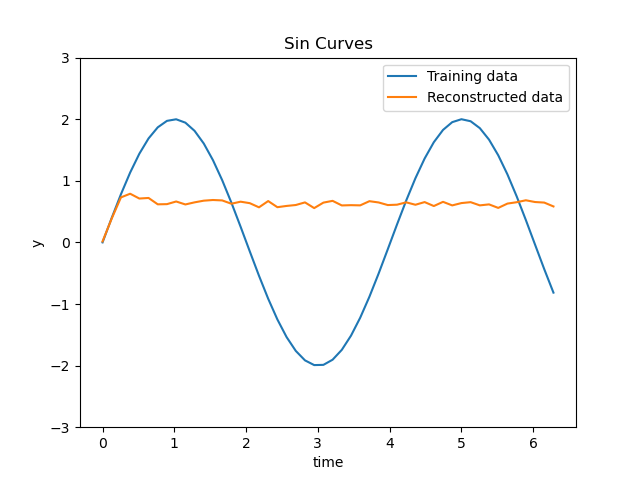 Sin Curves
Training data
Reconstructed data
3
2
1
0
−1
−2
−3
y
0 1 2 3 4 5 6
time